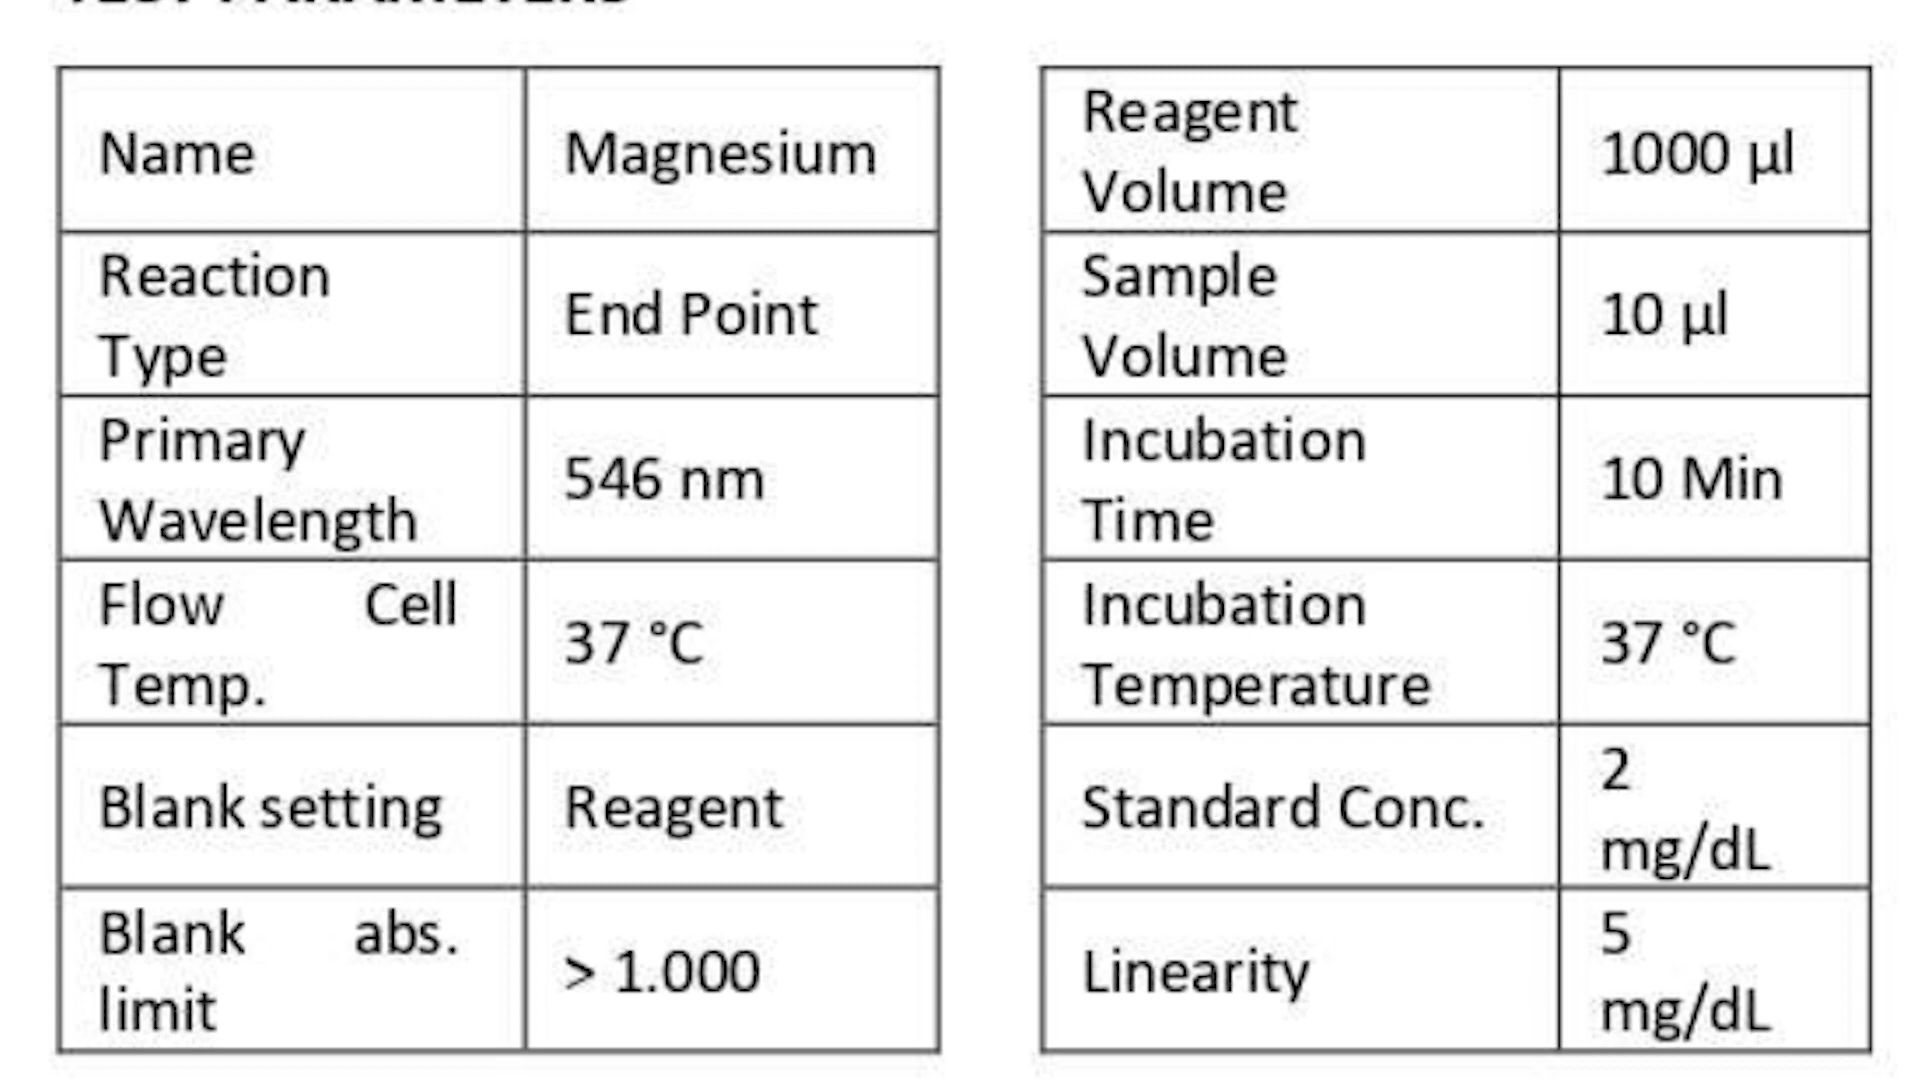 Name
Magnesium
Reaction
Type
End Point
Primary
Wavelength
546 nm
Flow Cell
Temp.
37 °C
Blank setting
Reagent
Blank abs.
limit
> 1.000
Reagent
Volume
1000 µl
Sample
Volume
10 µl
Incubation
Time
10 Min
Incubation
Temperature
37 °C
Standard Conc.
2
mg/dL
Linearity
5
mg/dL